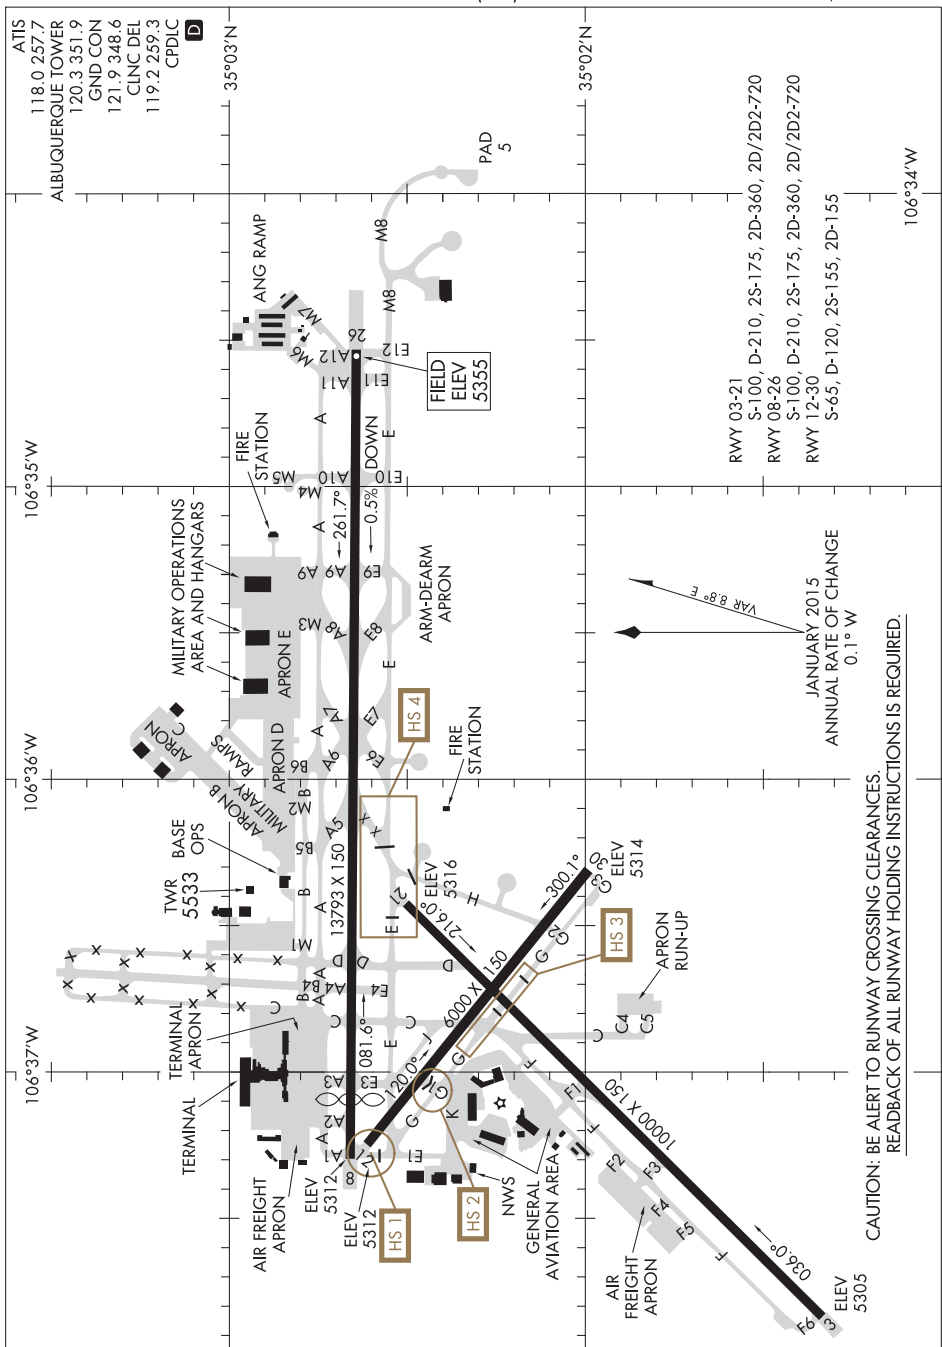 ATIS
118.0 257.7
ALBUQUERQUE TOWER
120.3 351.9
GND CON
121.9 348.6
CLNC DEL
119.2 259.3
CPDLC
D
35°03'N
35°02'N
106°34'W
106°35'W
106°36'W
106°37'W
PAD
5
M8
M8
ANG RAMP
M7
M6
A12
26
E12
A11
E11
FIELD
ELEV
5355
A
E
FIRE
STATION
M5
M4
A10
E10
261.7°
0.5% DOWN
A
MILITARY OPERATIONS
AREA AND HANGARS
A9
A9
E9
ARM-DEARM
APRON
M3
A8
E8
APRON E
E
A
A7
E7
HS 4
APRON
C
APRON B
MILITARY RAMPS
APRON D
B6
A6
E6
FIRE
STATION
M2
B
A5
B5
X
X
BASE
OPS
TWR
5533
B
A
13793 X 150
E
21
ELEV
5316
216.0°
H
30
ELEV
5314
300.1°
G3
G2
G
HS 3
M1
D
D
D
A
X X X X X
X X X X X
B
B4
A
A4
E4
C
C
C
081.6°
E
6000 X 150
J
G
APRON
RUN-UP
C4
C5
C
TERMINAL
APRON
TERMINAL
A3
E3
120.0°
G1
K
K
G
A2
A
A1
8
ELEV
5312
12
ELEV
5312
E1
HS 1
HS 2
NWS
GENERAL
AVIATION AREA
AIR FREIGHT
APRON
F
F1
F
F2
F3
F4
F5
F
10000 X 150
AIR
FREIGHT
APRON
036.0°
F6
3
ELEV
5305
RWY 03-21
S-100, D-210, 2S-175, 2D-360, 2D/2D2-720
RWY 08-26
S-100, D-210, 2S-175, 2D-360, 2D/2D2-720
RWY 12-30
S-65, D-120, 2S-155, 2D-155
VAR 8.8° E
JANUARY 2015
ANNUAL RATE OF CHANGE
0.1° W
CAUTION: BE ALERT TO RUNWAY CROSSING CLEARANCES.
READBACK OF ALL RUNWAY HOLDING INSTRUCTIONS IS REQUIRED.